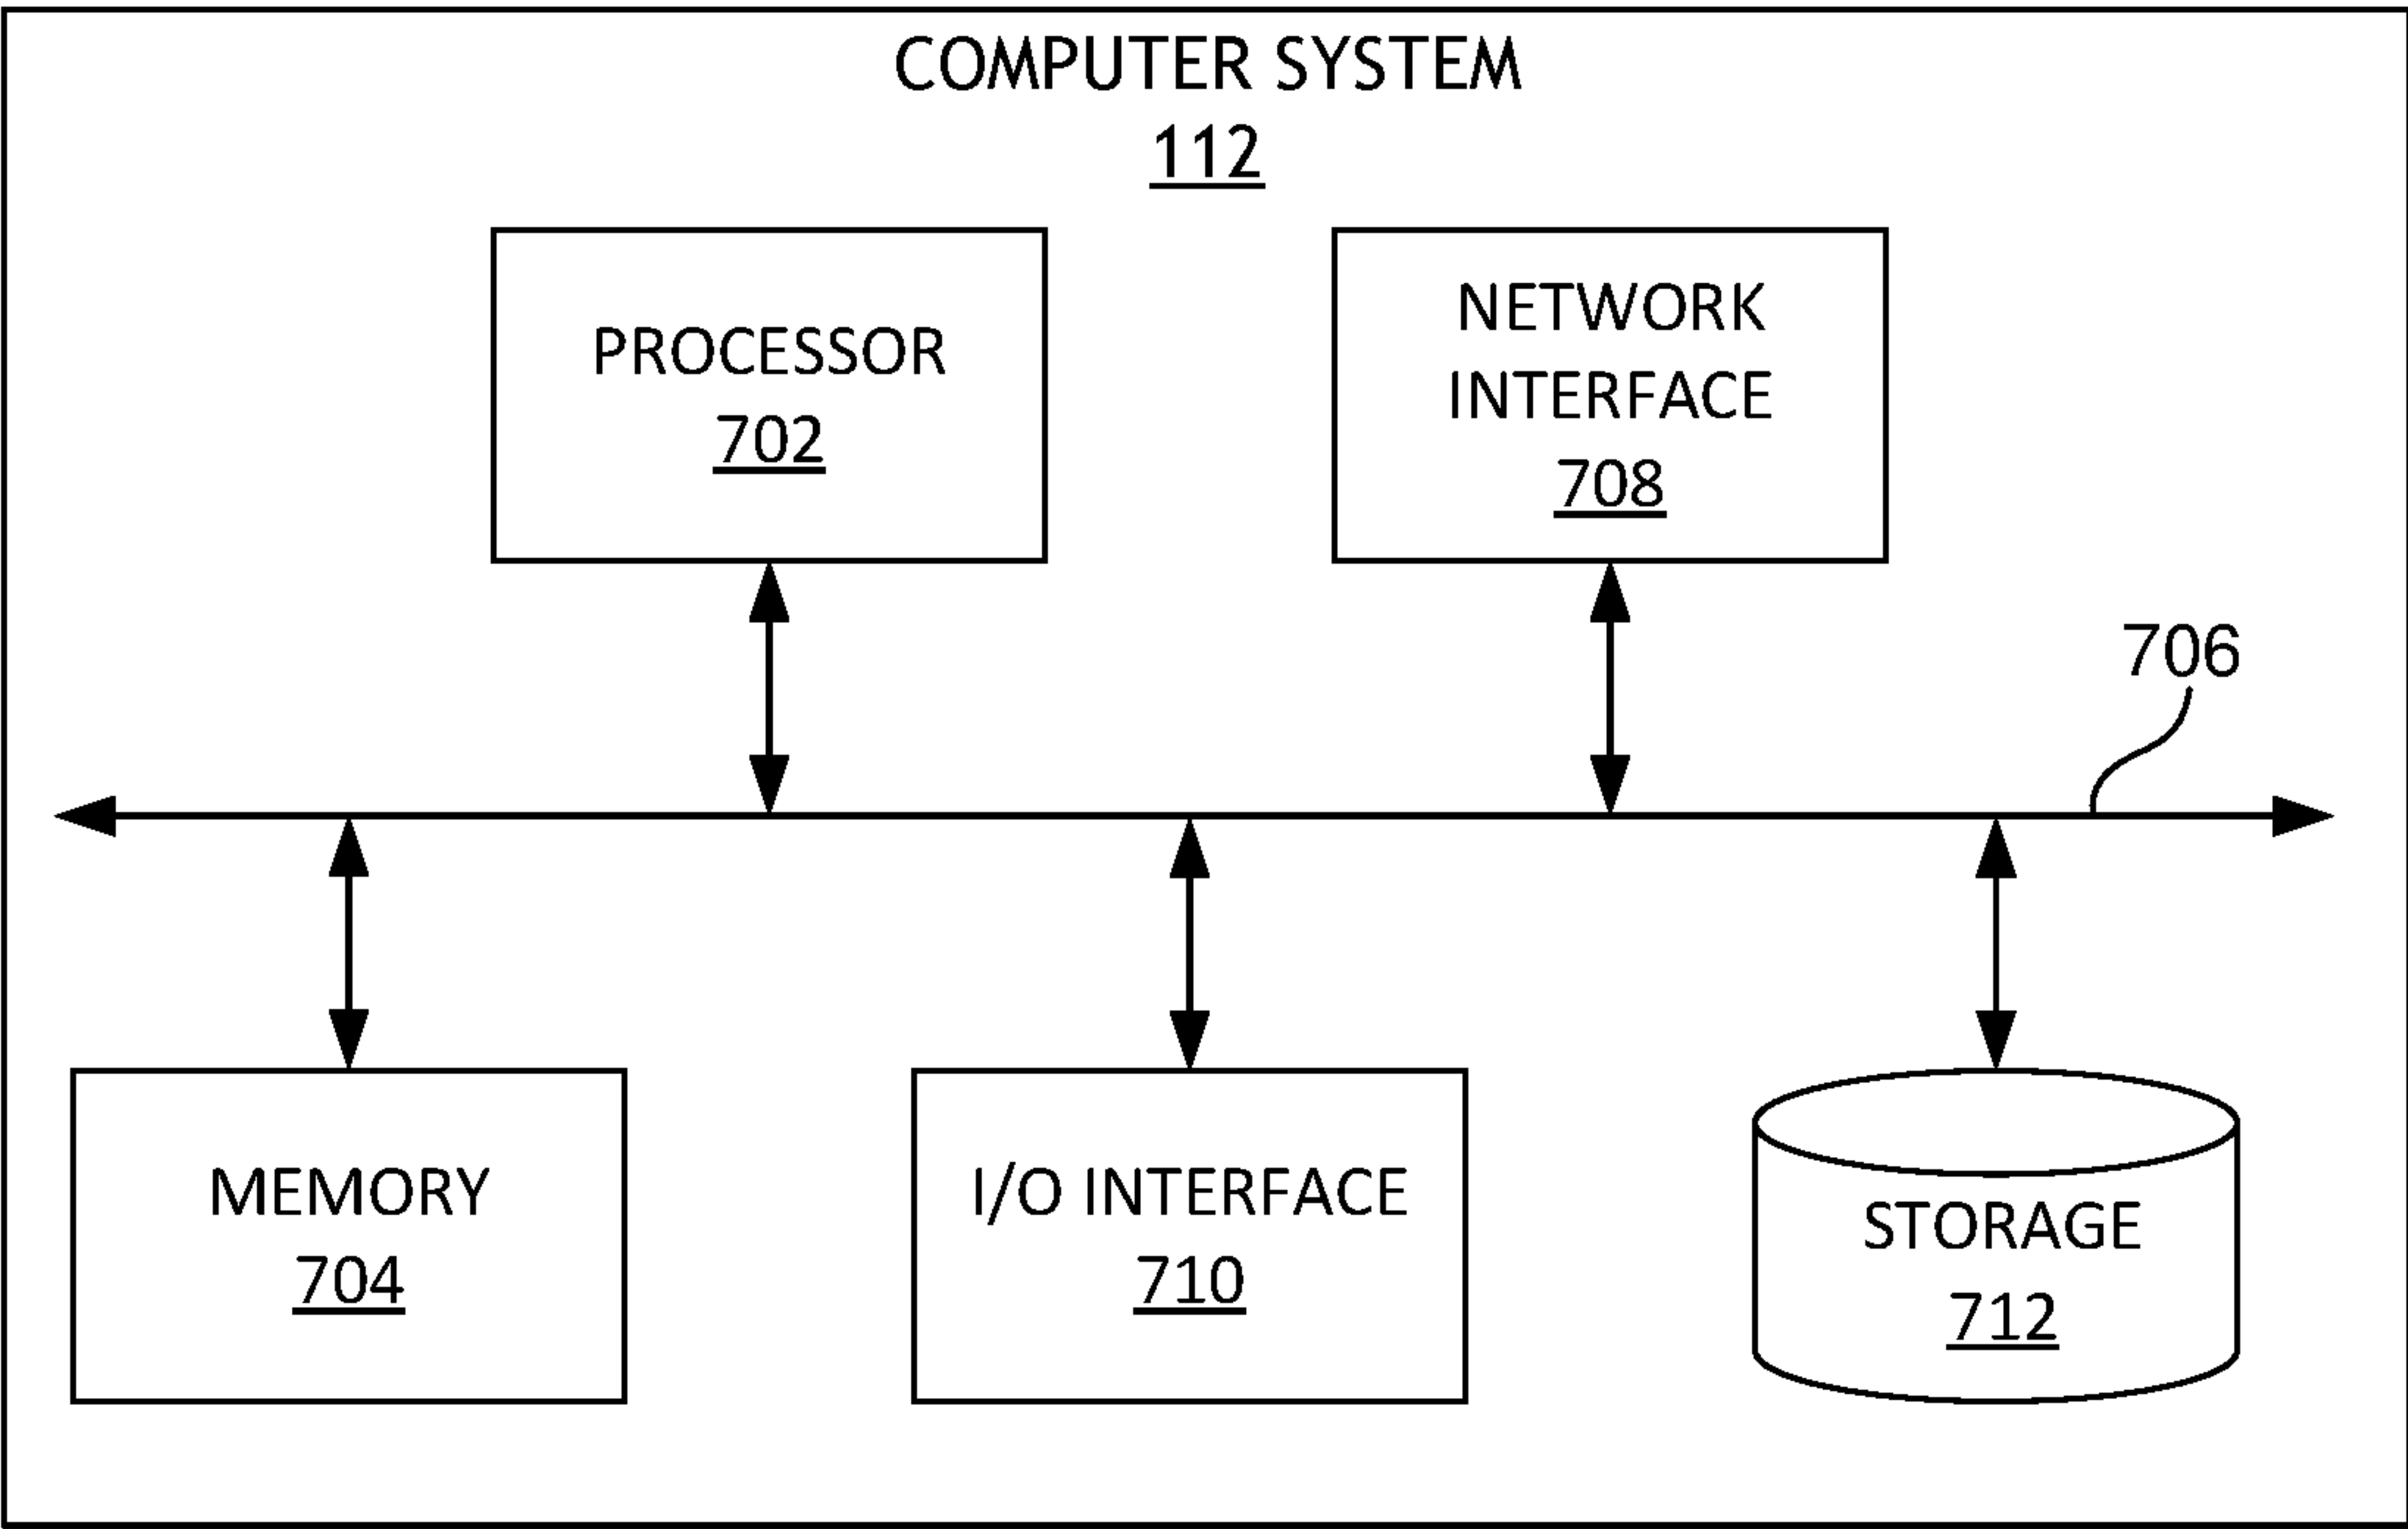 COMPUTER SYSTEM
112
PROCESSOR
702
NETWORK
INTERFACE
708
706
MEMORY
704
I/O INTERFACE
710
STORAGE
712